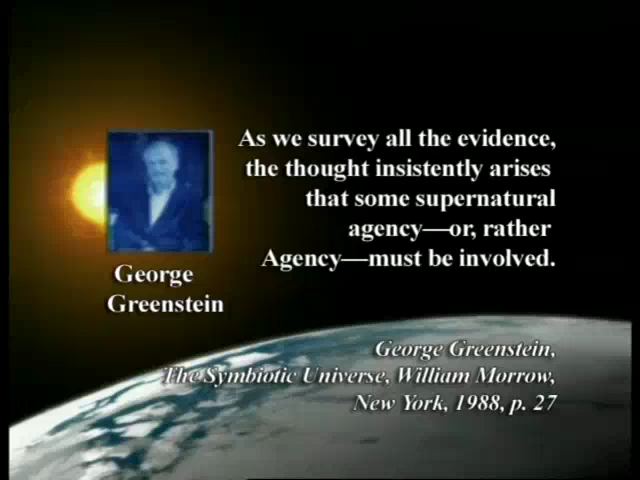 As we survey all the evidence,
the thought insistently arises
that some supernatural
agency—or, rather
Agency—must be involved.
George
Greenstein
George Greenstein,
The Symbiotic Universe, William Morrow,
New York, 1988, p. 27